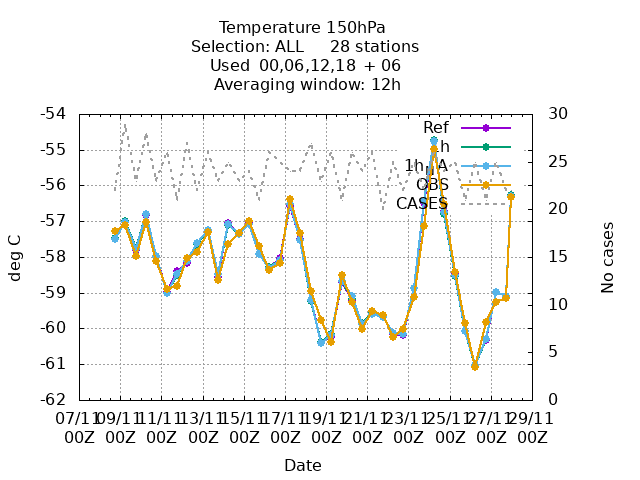 Temperature 150hPa
Selection: ALL 28 stations
Used 00,06,12,18 + 06
Averaging window: 12h
-54
-55
-56
-57
-58
-59
-60
-61
-62
deg C
30
25
20
15
10
5
0
No cases
Ref
1h
1h_A
OBS
CASES
07/11 09/11 11/11 13/11 15/11 17/11 19/11 21/11 23/11 25/11 27/11 29/11
00Z 00Z 00Z 00Z 00Z 00Z 00Z 00Z 00Z 00Z 00Z 00Z
Date